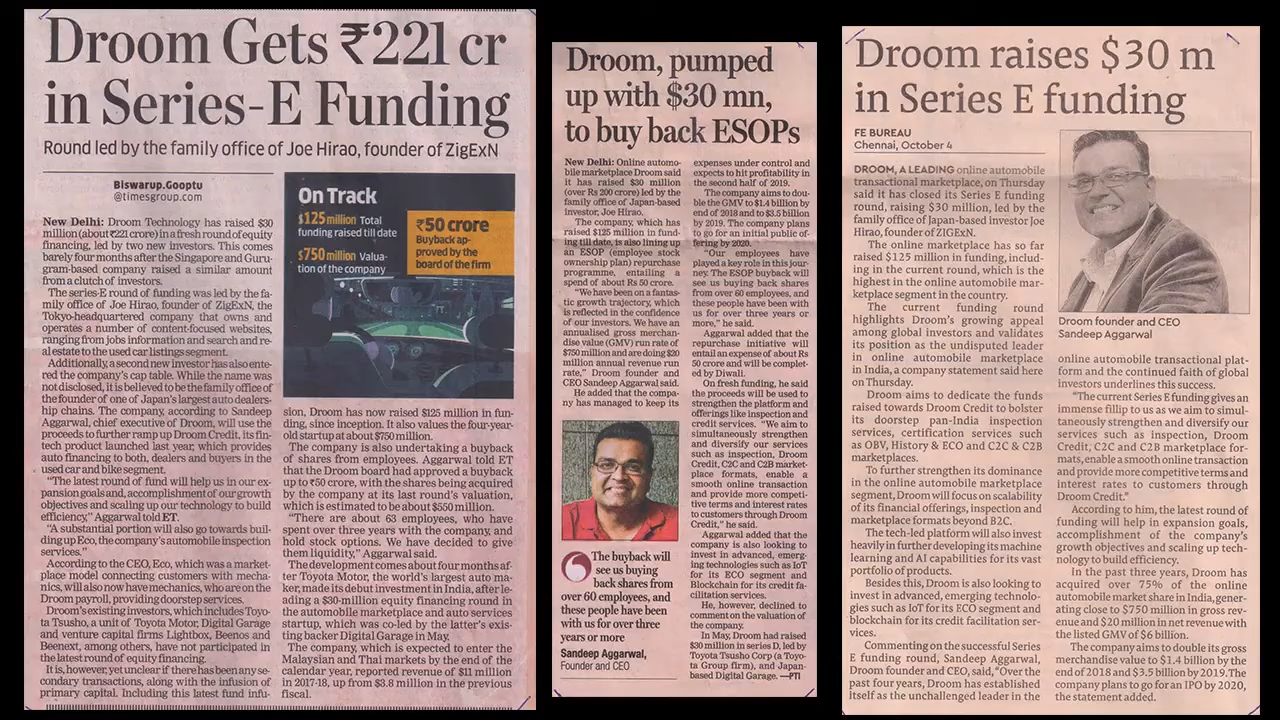 Droom Gets ₹221 cr
in Series-E Funding
Round led by the family office of Joe Hirao, founder of ZigExN
Biswarup.Gooptu
@timesgroup.com
New Delhi: Droom Technology has raised $30
million (about ₹221 crore) in a fresh round of equity
financing, led by two new investors. This comes
barely four months after the Singapore and Guru-
gram-based company raised a similar amount
from a clutch of investors.
The series-E round of funding was led by the fa-
mily office of Joe Hirao, founder of ZigExN, the
Tokyo-headquartered company that owns and
operates a number of content-focused websites,
ranging from jobs information and search and re-
al estate to the used car listings segment.
Additionally, a second new investor has also ente-
red the company's cap table. While the name was
not disclosed, it is believed to be the family office of
the founder of one of Japan's largest auto dealers-
hip chains. The company, according to Sandeep
Aggarwal, chief executive of Droom, will use the
proceeds to further ramp up Droom Credit, its fin-
tech product launched last year, which provides
auto financing to both, dealers and buyers in the
used car and bike segment.
"The latest round of fund will help us in our ex-
pansion goals and, accomplishment of our growth
objectives and scaling up our technology to build
efficiency," Aggarwal told ET.
"A substantial portion will also go towards buil-
ding up Eco, the company's automobile inspection
services."
According to the CEO, Eco, which was a market-
place model connecting customers with mecha-
nics, will also now have mechanics, who are on the
Droom payroll, providing doorstep services.
Droom's existing investors, which includes Toyo-
ta Tsusho, a unit of Toyota Motor, Digital Garage
and venture capital firms Lightbox, Beenos and
Beenext, among others, have not participated in
the latest round of equity financing.
It is, however, yet unclear if there has been any se-
condary transactions, along with the infusion of
primary capital. Including this latest fund infu-
On Track
$125 million Total
funding raised till date
$750 million Valua-
tion of the company
₹50 crore
Buyback ap-
proved by the
board of the firm
sion, Droom has now raised $125 million in fun-
ding, since inception. It also values the four-year-
old startup at about $750 million.
The company is also undertaking a buyback
of shares from employees. Aggarwal told ET
that the Droom board had approved a buyback
up to ₹50 crore, with the shares being acquired
by the company at its last round's valuation,
which is estimated to be about $550 million.
"There are about 63 employees, who have
spent over three years with the company, and
hold stock options. We have decided to give
them liquidity," Aggarwal said.
The development comes about four months af-
ter Toyota Motor, the world's largest auto ma-
ker, made its debut investment in India, after lea-
ding a $30-million equity financing round in
the automobile marketplace and auto services
startup, which was co-led by the latter's exis-
ting backer Digital Garage in May.
The company, which is expected to enter the
Malaysian and Thai markets by the end of the
calendar year, reported revenue of $11 million
in 2017-18, up from $3.8 million in the previous
fiscal.
Droom, pumped
up with $30 mn,
to buy back ESOPs
New Delhi: Online automo-
bile marketplace Droom said
it has raised $30 million
(over Rs 200 crore) led by the
family office of Japan-based
investor, Joe Hirao.
The company, which has
raised $125 million in fund-
ing till date, is also lining up
an ESOP (employee stock
ownership plan) repurchase
programme, entailing a
spend of about Rs 50 crore.
"We have been on a fantas-
tic growth trajectory, which
is reflected in the confidence
of our investors. We have an
annualised gross merchan-
dise value (GMV) run rate of
$750 million and are doing $20
million annual revenue run
rate," Droom founder and
CEO Sandeep Aggarwal said.
He added that the compa-
ny has managed to keep its
The buyback will
see us buying
back shares from
over 60 employees, and
these people have been
with us for over three
years or more
Sandeep Aggarwal,
Founder and CEO
expenses under control and
expects to hit profitability in
the second half of 2019.
The company aims to dou-
ble the GMV to $1.4 billion by
end of 2018 and to $3.5 billion
by 2019. The company plans
to go for an initial public of-
fering by 2020.
"Our employees have
played a key role in this jour-
ney. The ESOP buyback will
see us buying back shares
from over 60 employees, and
these people have been with
us for over three years or
more," he said.
Aggarwal added that the
repurchase initiative will
entail an expense of about Rs
50 crore and will be complet-
ed by Diwali.
On fresh funding, he said
the proceeds will be used to
strengthen the platform and
offerings like inspection and
credit services. "We aim to
simultaneously strengthen
and diversify our services
such as inspection, Droom
Credit, C2C and C2B market-
place formats, enable a
smooth online transaction
and provide more competi-
tive terms and interest rates
to customers through Droom
Credit," he said.
Aggarwal added that the
company is also looking to
invest in advanced, emerg-
ing technologies such as IoT
for its ECO segment and
Blockchain for its credit fa-
cilitation services.
He, however, declined to
comment on the valuation of
the company.
In May, Droom had raised
$30 million in series D, led by
Toyota Tsusho Corp (a Toyo-
ta Group firm), and Japan-
based Digital Garage. —PTI
Droom raises $30 m
in Series E funding
FE BUREAU
Chennai, October 4
DROOM, A LEADING online automobile
transactional marketplace, on Thursday
said it has closed its Series E funding
round, raising $30 million, led by the
family office of Japan-based investor Joe
Hirao, founder of ZIGExN.
The online marketplace has so far
raised $125 million in funding, includ-
ing in the current round, which is the
highest in the online automobile mar-
ketplace segment in the country.
The current funding round
highlights Droom's growing appeal
among global investors and validates
its position as the undisputed leader
in online automobile marketplace
in India, a company statement said here
on Thursday.
Droom aims to dedicate the funds
raised towards Droom Credit to bolster
its doorstep pan-India inspection
services, certification services such
as OBV, History & ECO and C2C & C2B
marketplaces.
To further strengthen its dominance
in the online automobile marketplace
segment, Droom will focus on scalability
of its financial offerings, inspection and
marketplace formats beyond B2C.
The tech-led platform will also invest
heavily in further developing its machine
learning and AI capabilities for its vast
portfolio of products.
Besides this, Droom is also looking to
invest in advanced, emerging technolo-
gies such as IoT for its ECO segment and
blockchain for its credit facilitation ser-
vices.
Commenting on the successful Series
E funding round, Sandeep Aggarwal,
Droom founder and CEO, said,"Over the
past four years, Droom has established
itself as the unchallenged leader in the
Droom founder and CEO
Sandeep Aggarwal
online automobile transactional plat-
form and the continued faith of global
investors underlines this success.
"The current Series E funding gives an
immense fillip to us as we aim to simul-
taneously strengthen and diversify our
services such as inspection, Droom
Credit, C2C and C2B marketplace for-
mats, enable a smooth online transaction
and provide more competitive terms and
interest rates to customers through
Droom Credit."
According to him, the latest round of
funding will help in expansion goals,
accomplishment of the company's
growth objectives and scaling up tech-
nology to build efficiency.
In the past three years, Droom has
acquired over 75% of the online
automobile market share in India, gener-
ating close to $750 million in gross rev-
enue and $20 million in net revenue with
the listed GMV of $6 billion.
The company aims to double its gross
merchandise value to $1.4 billion by the
end of 2018 and $3.5 billion by 2019. The
company plans to go for an IPO by 2020,
the statement added.